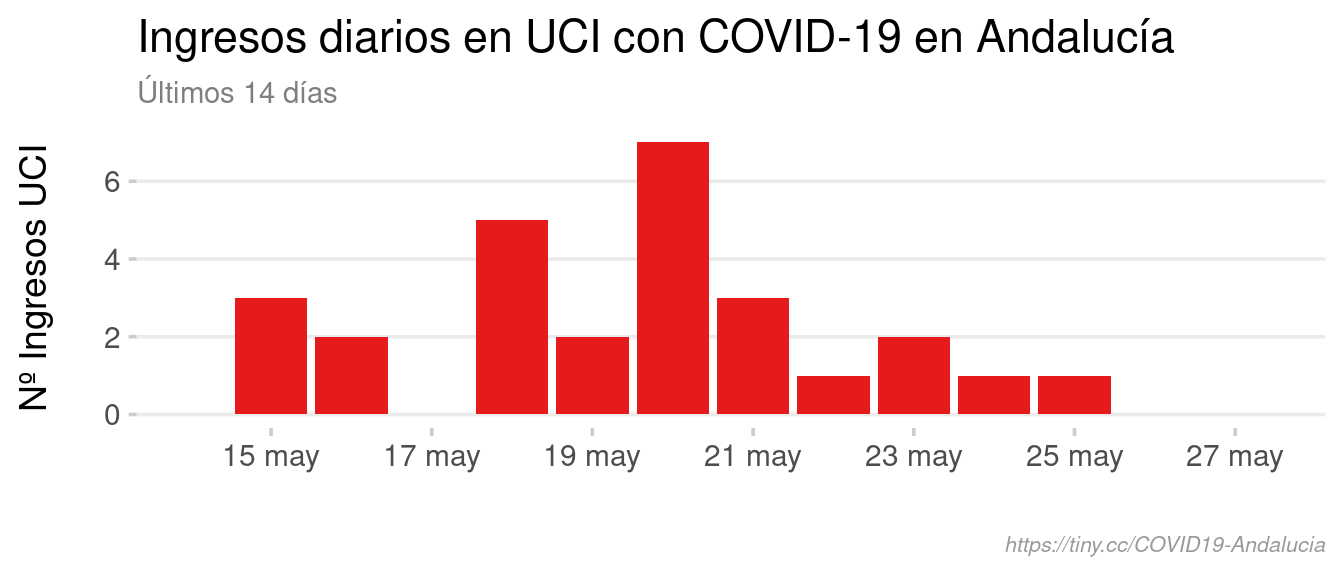 Ingresos diarios en UCI con COVID-19 en Andalucía
Últimos 14 días
Nº Ingresos UCI
6
4
2
0
15 may 17 may 19 may 21 may 23 may 25 may 27 may
https://tiny.cc/COVID19-Andalucia